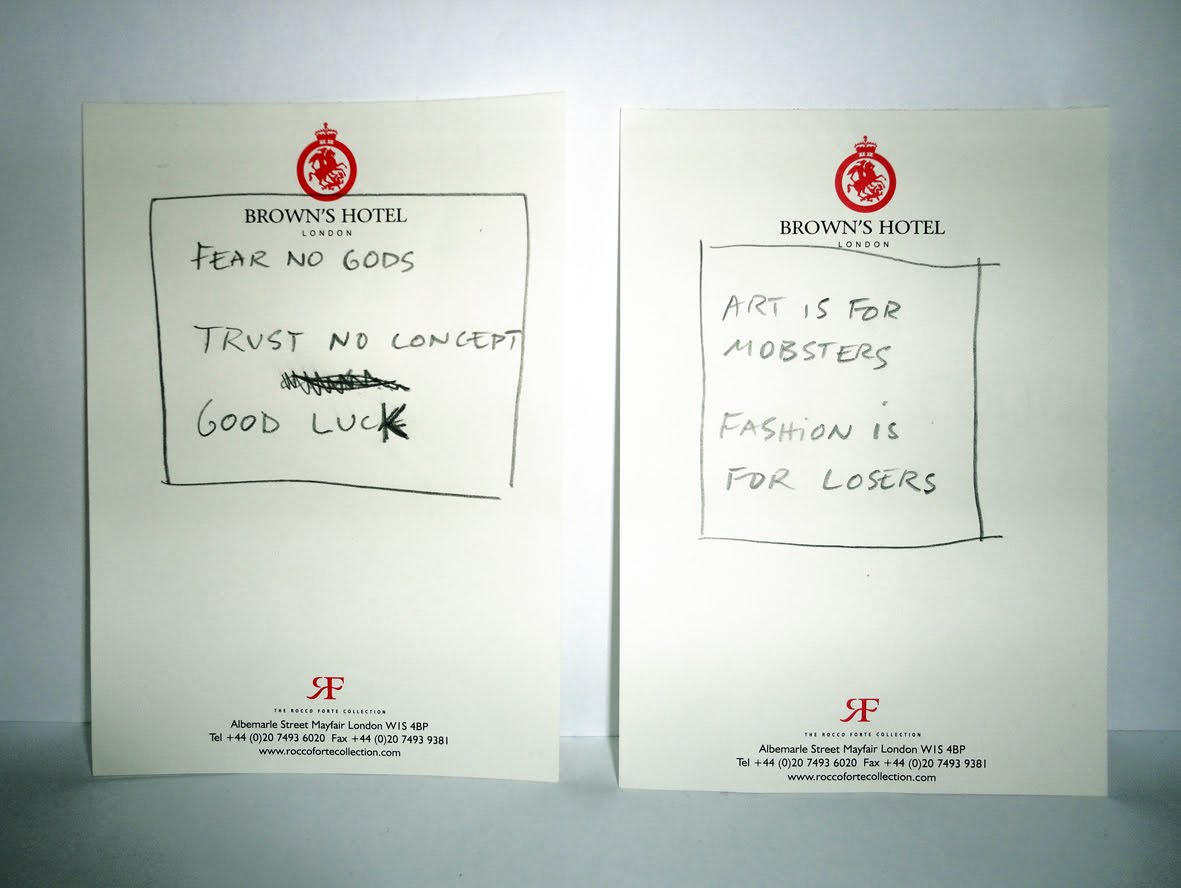 BROWN'S HOTEL
LONDON
FEAR NO GODS
TRUST NO CONCEPT
GOOD LUCK
RF
THE ROCCO FORTE COLLECTION
Albemarle Street Mayfair London W1S 4BP
Tel +44 (0)20 7493 6020 Fax +44 (0)20 7493 9381
www.roccofortecollection.com
BROWN'S HOTEL
LONDON
ART IS FOR
MOBSTERS
FASHION IS
FOR LOSERS
RF
THE ROCCO FORTE COLLECTION
Albemarle Street Mayfair London W1S 4BP
Tel +44 (0)20 7493 6020 Fax +44 (0)20 7493 9381
www.roccofortecollection.com